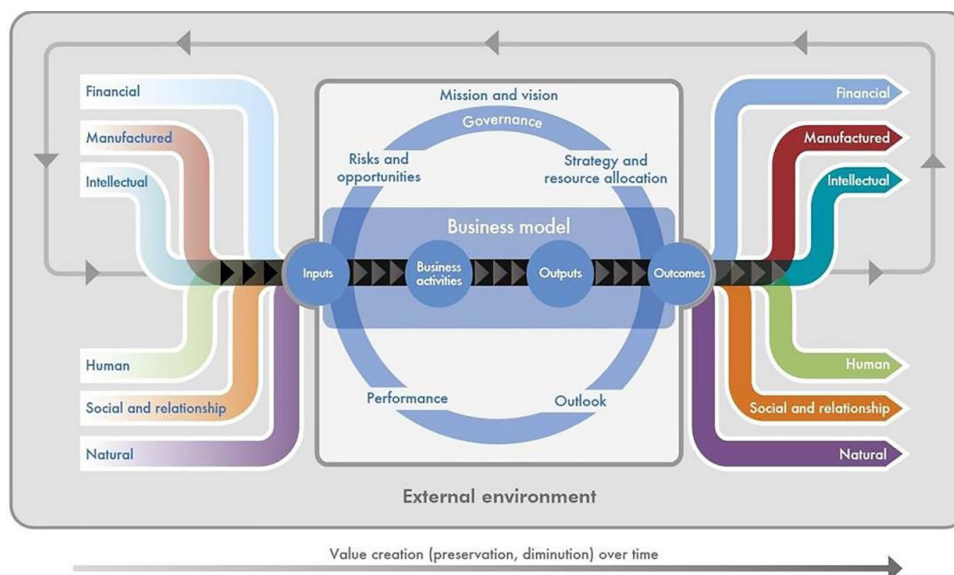 Financial
Manufactured
Intellectual
Human
Social and relationship
Natural
Mission and vision
Governance
Risks and
opportunities
Strategy and
resource allocation
Business model
Inputs
Business
activities
Outputs
Outcomes
Performance
Outlook
Financial
Manufactured
Intellectual
Human
Social and relationship
Natural
External environment
Value creation (preservation, diminution) over time